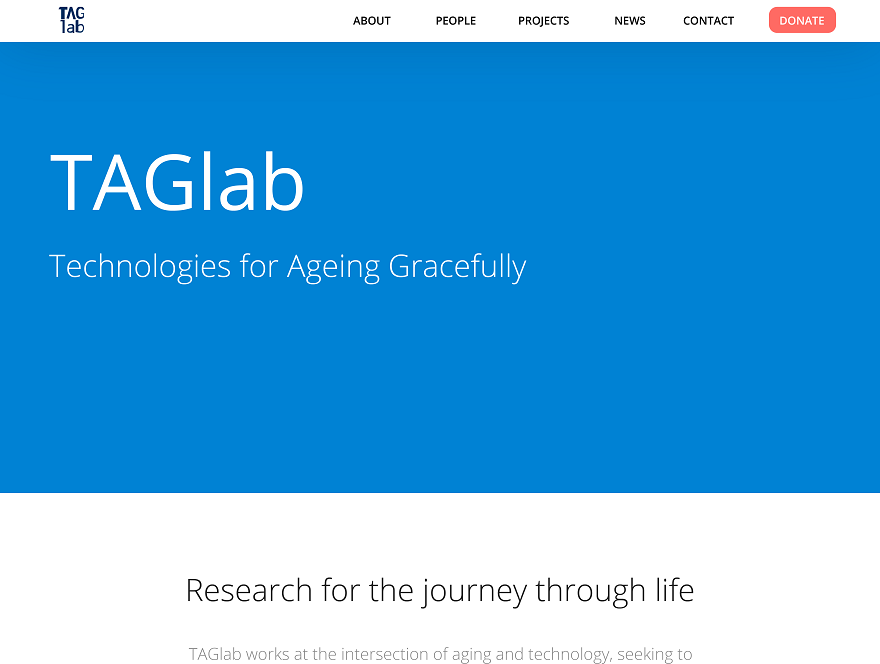 TAG
lab
ABOUT PEOPLE PROJECTS NEWS CONTACT DONATE
TAGlab
Technologies for Ageing Gracefully
Research for the journey through life
TAGlab works at the intersection of aging and technology, seeking to